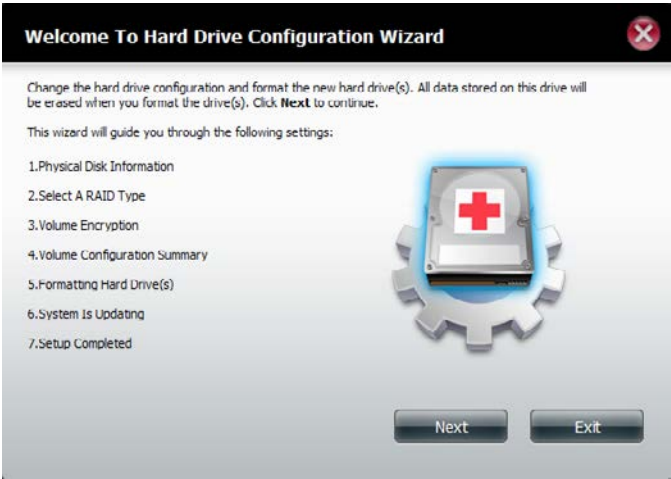 Welcome To Hard Drive Configuration Wizard
Change the hard drive configuration and format the new hard drive(s). All data stored on this drive will
be erased when you format the drive(s). Click Next to continue.
This wizard will guide you through the following settings:
1.Physical Disk Information
2.Select A RAID Type
3.Volume Encryption
4.Volume Configuration Summary
5.Formatting Hard Drive(s)
6.System Is Updating
7.Setup Completed
Next
Exit